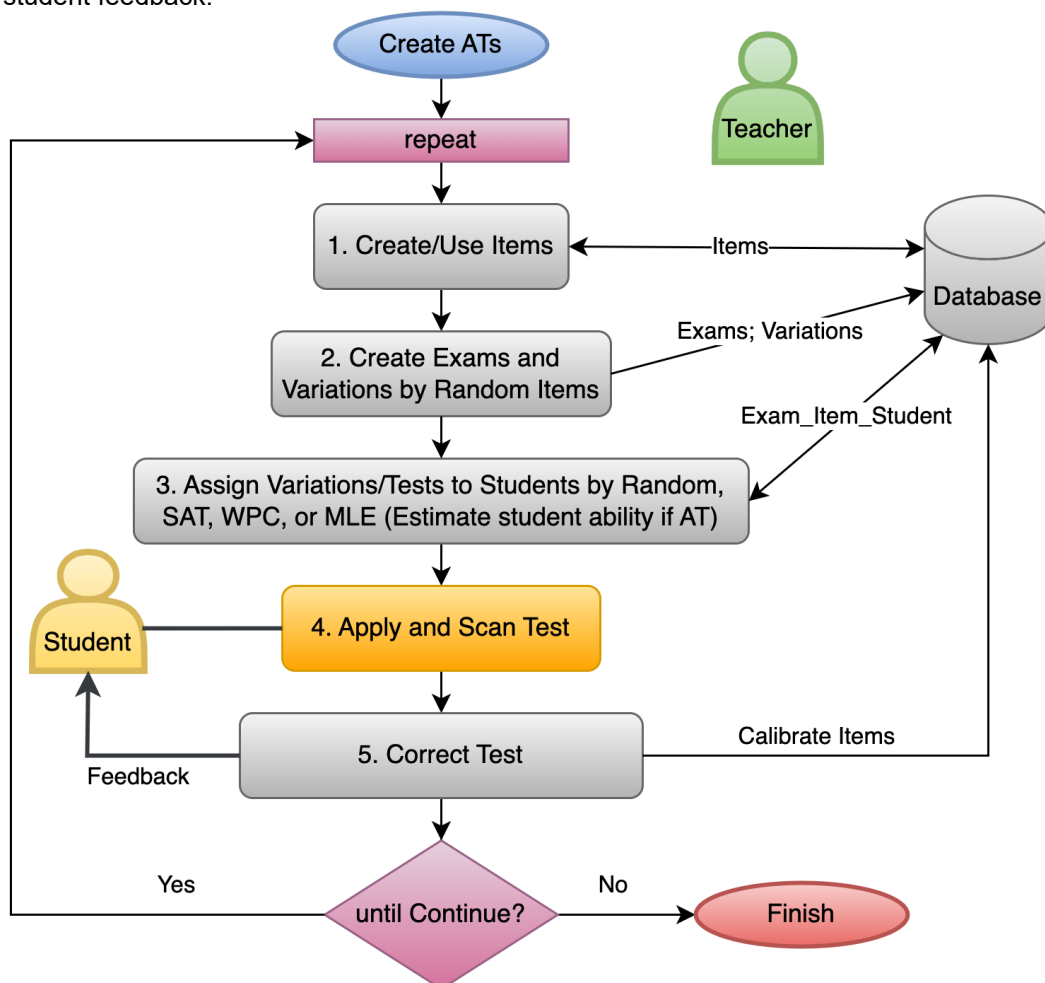 student feedback.
Create ATs
Teacher
repeat
1. Create/Use Items
Items
Database
Exams; Variations
2. Create Exams and
Variations by Random Items
Exam_Item_Student
3. Assign Variations/Tests to Students by Random,
SAT, WPC, or MLE (Estimate student ability if AT)
Student
4. Apply and Scan Test
5. Correct Test
Calibrate Items
Feedback
Yes
until Continue?
No
Finish